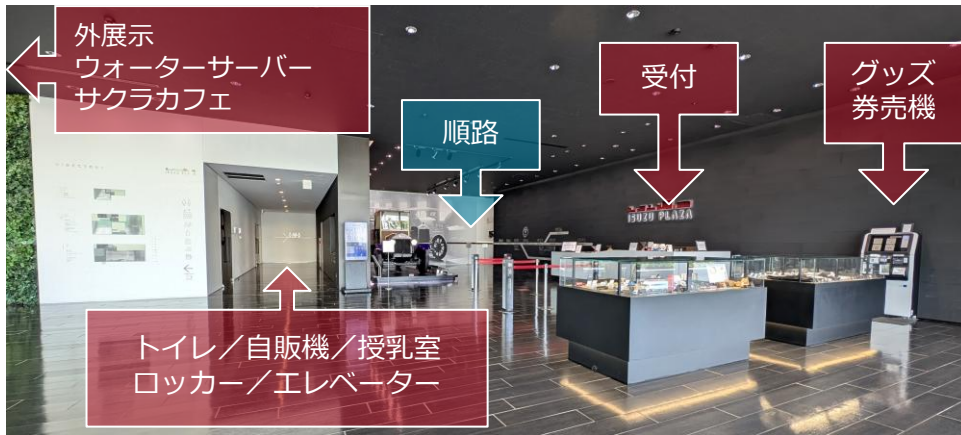 外展示
ウォーターサーバー
サクラカフェ
順路
受付
グッズ
券売機
ISUZU PLAZA
トイレ／自販機／授乳室
ロッカー／エレベーター